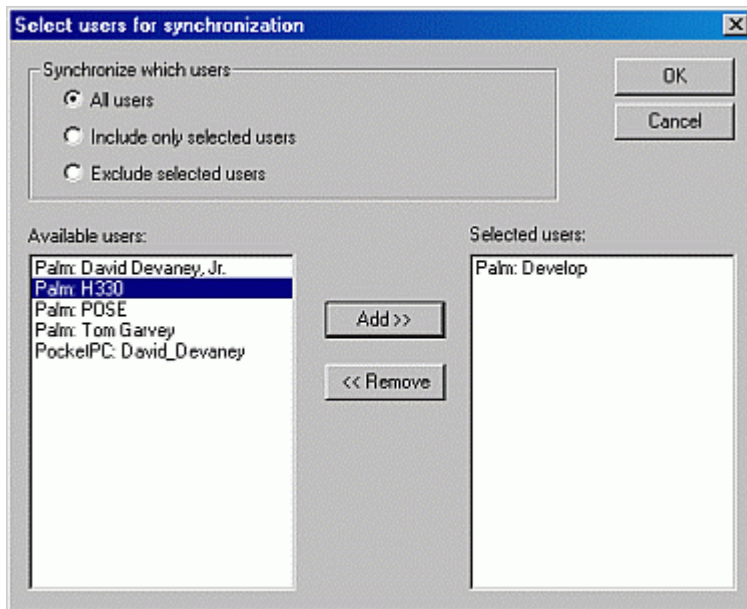 Select users for synchronization
Synchronize which users
All users
Include only selected users
Exclude selected users
OK
Cancel
Available users:
Palm: David Devaney, Jr.
Palm: H330
Palm: POSE
Palm: Tom Garvey
PocketPC: David_Devaney
Add >>
<< Remove
Selected users:
Palm: Develop